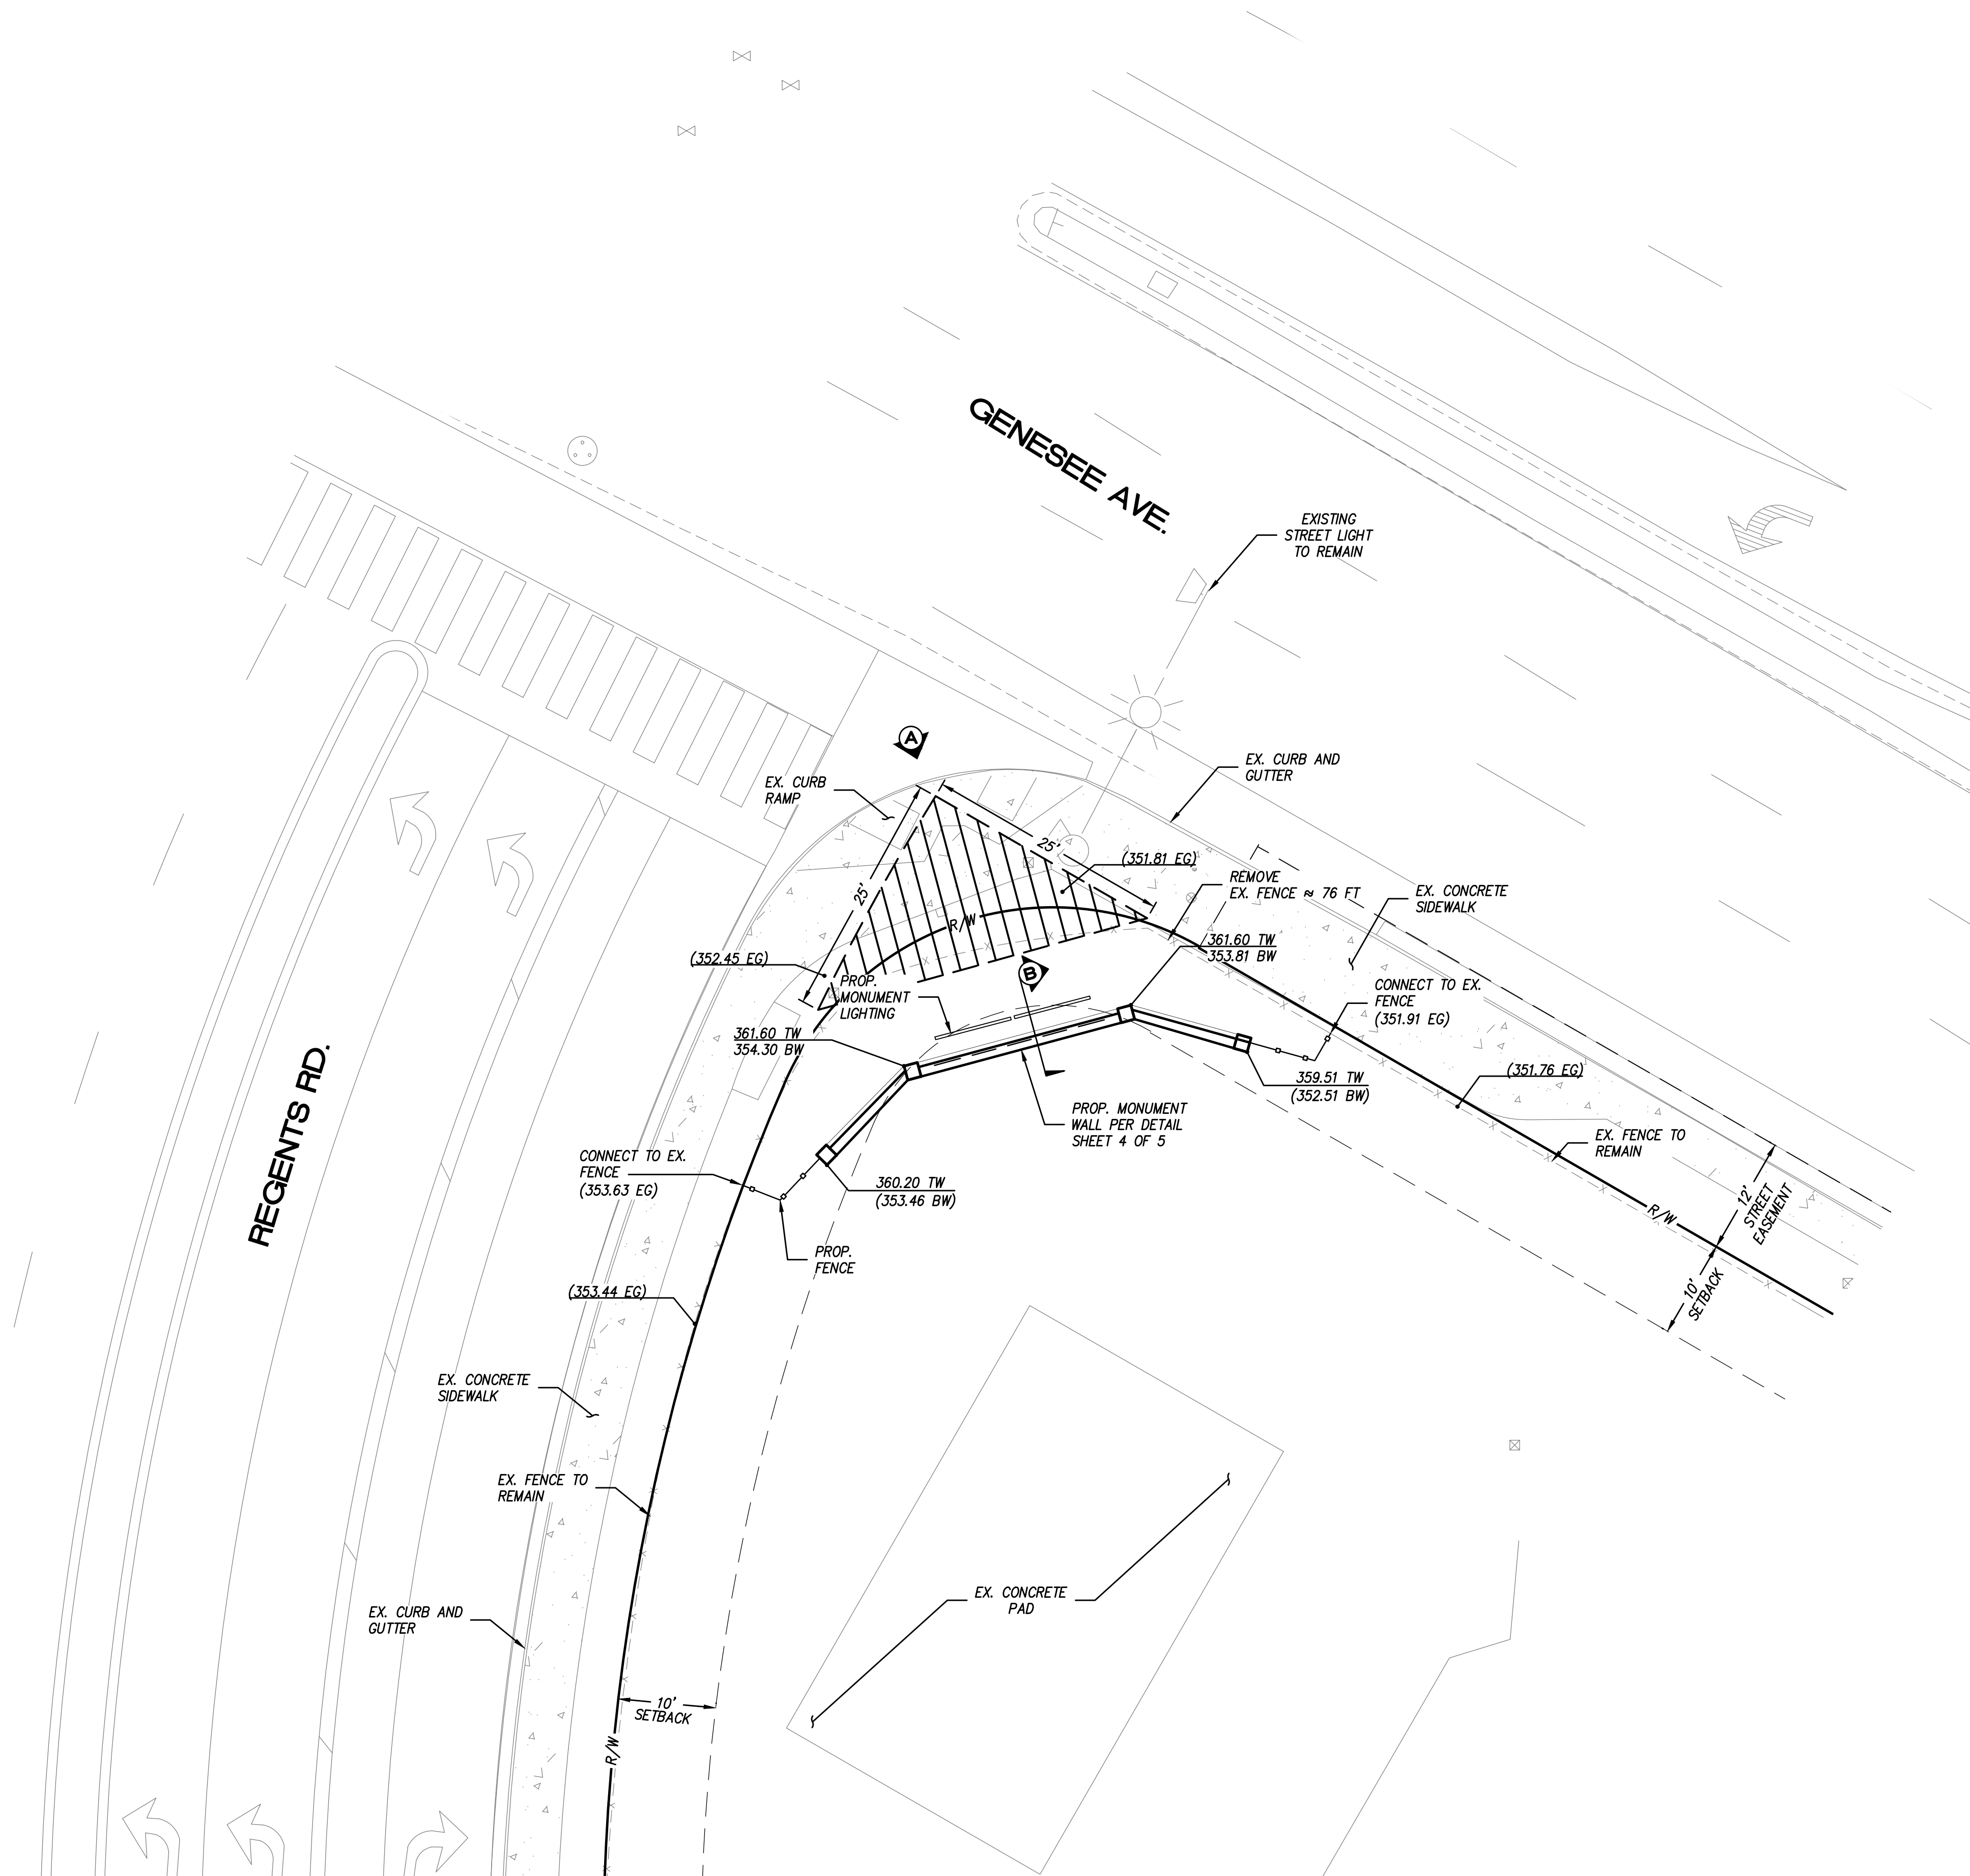 GENESEE AVE.
EXISTING
STREET LIGHT
TO REMAIN
A
EX. CURB
RAMP
EX. CURB AND
GUTTER
25'
25'
(351.81 EG)
REMOVE
EX. FENCE ≈ 76 FT
EX. CONCRETE
SIDEWALK
R/W
361.60 TW
353.81 BW
(352.45 EG)
B
PROP.
MONUMENT
LIGHTING
CONNECT TO EX.
FENCE
(351.91 EG)
361.60 TW
354.30 BW
REGENTS RD.
359.51 TW
(352.51 BW)
(351.76 EG)
PROP. MONUMENT
WALL PER DETAIL
SHEET 4 OF 5
EX. FENCE TO
REMAIN
CONNECT TO EX.
FENCE
(353.63 EG)
360.20 TW
(353.46 BW)
12'
STREET
EASEMENT
R/W
PROP.
FENCE
10'
SETBACK
(353.44 EG)
EX. CONCRETE
SIDEWALK
EX. FENCE TO
REMAIN
EX. CONCRETE
PAD
EX. CURB AND
GUTTER
10'
SETBACK
R/W